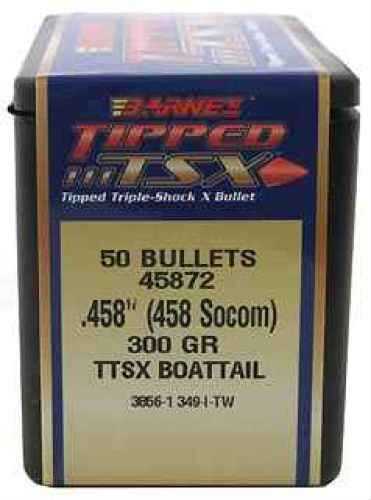 BARNES
TIPPED
TSX
Tipped Triple-Shock X Bullet
50 BULLETS
45872
.458" (458 Socom)
300 GR
TTSX BOATTAIL
3856-1 349-I-TW